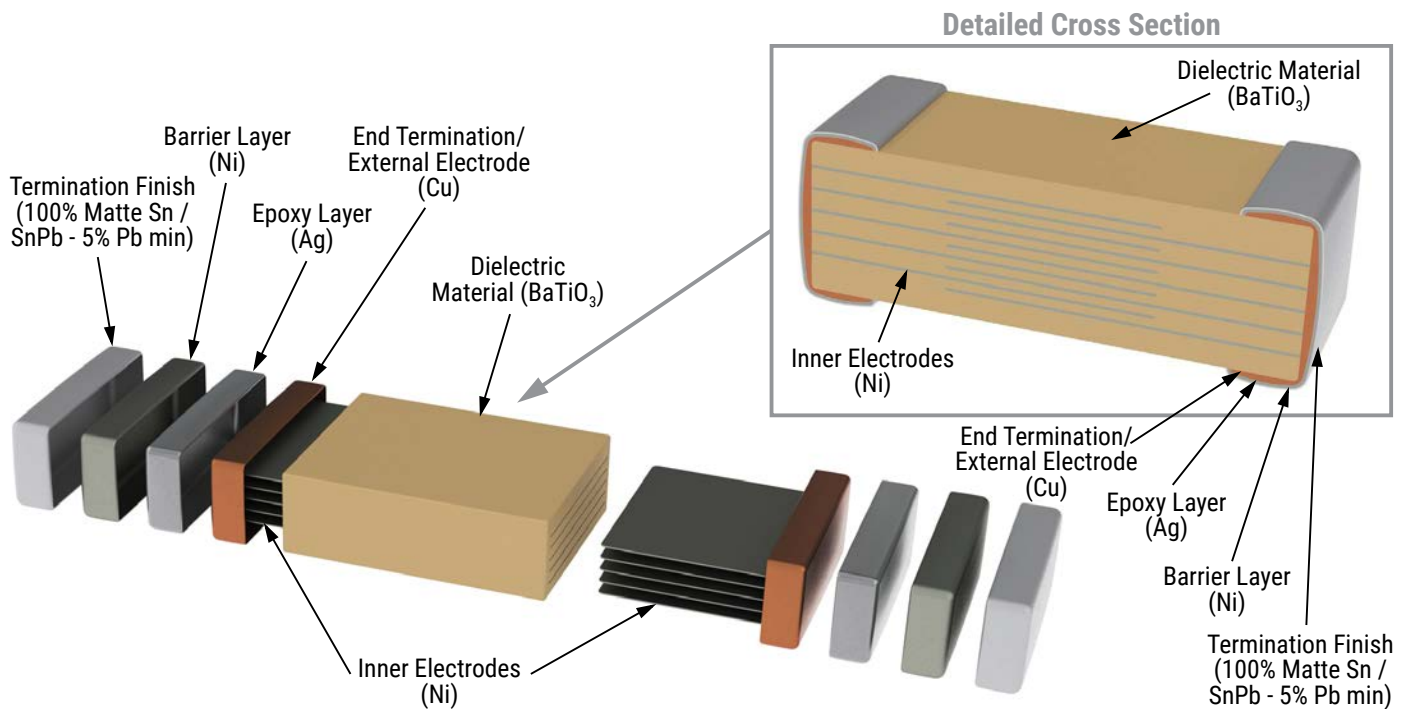 Detailed Cross Section
Dielectric Material
(BaTiO₃)
Inner Electrodes
(Ni)
End Termination/
External Electrode
(Cu)
Epoxy Layer
(Ag)
Barrier Layer
(Ni)
Termination Finish
(100% Matte Sn /
SnPb - 5% Pb min)
Termination Finish
(100% Matte Sn /
SnPb - 5% Pb min)
Barrier Layer
(Ni)
Epoxy Layer
(Ag)
End Termination/
External Electrode
(Cu)
Dielectric
Material (BaTiO₃)
Inner Electrodes
(Ni)